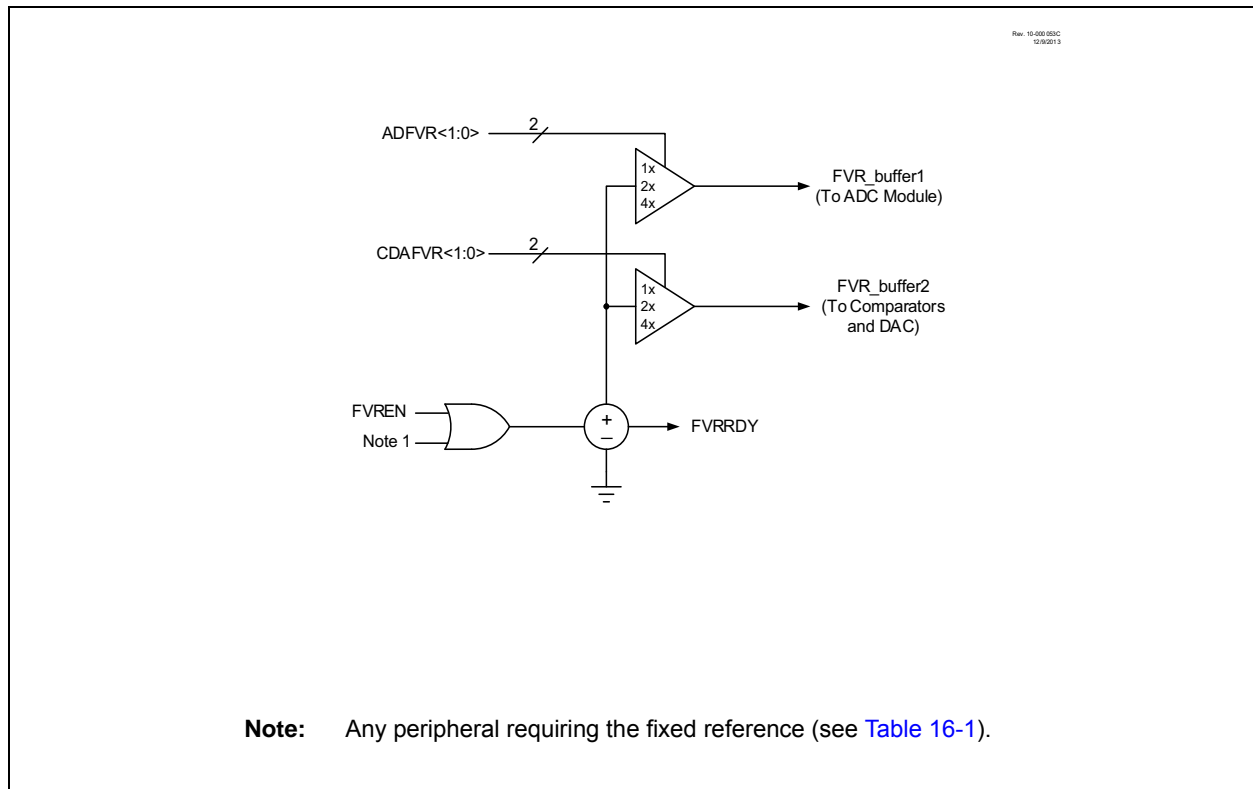 Rev. 10-000 053C
12/9/2013
ADFVR<1:0>
2
1x
2x
4x
FVR_buffer1
(To ADC Module)
CDAFVR<1:0>
2
1x
2x
4x
FVR_buffer2
(To Comparators
and DAC)
FVREN
Note 1
+
_
FVRRDY
Note: Any peripheral requiring the fixed reference (see Table 16-1).